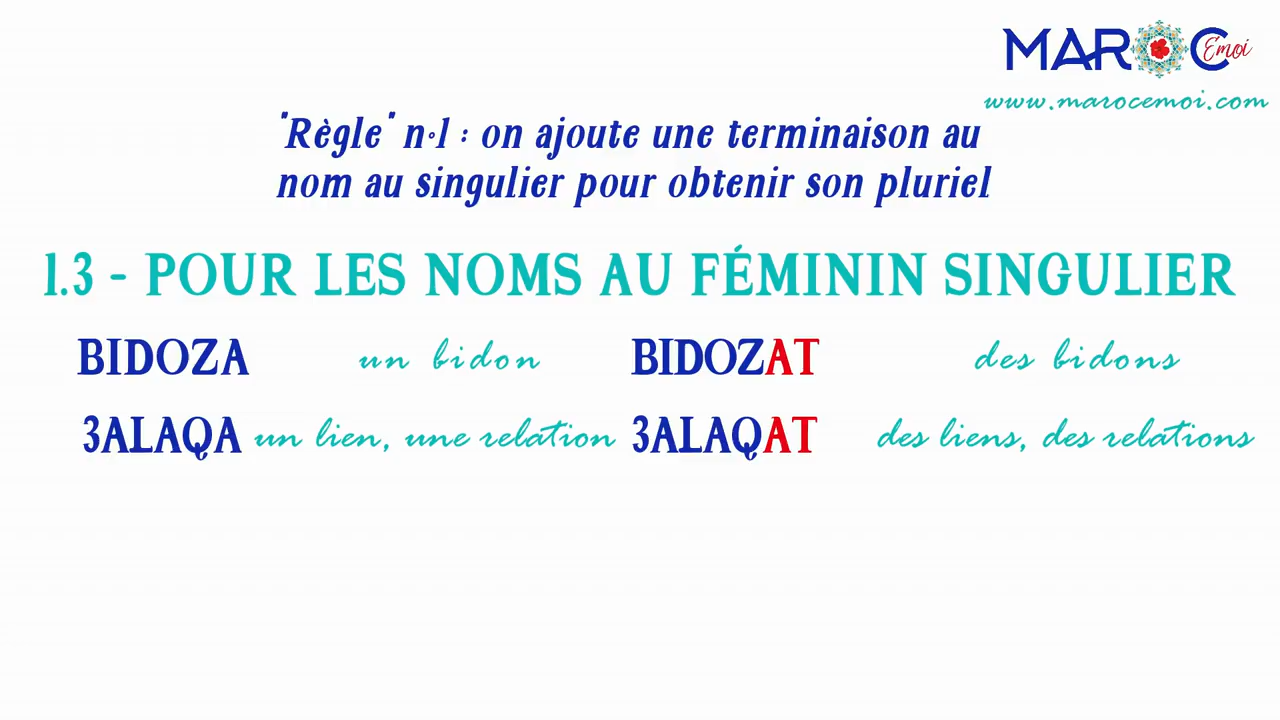 MAROC Emoi
www.marocemoi.com
"Règle" n°1 : on ajoute une terminaison au
nom au singulier pour obtenir son pluriel
1.3 - POUR LES NOMS AU FÉMININ SINGULIER
BIDOZA un bidon BIDOZAT des bidons
3ALAQA un lien, une relation 3ALAQAT des liens, des relations